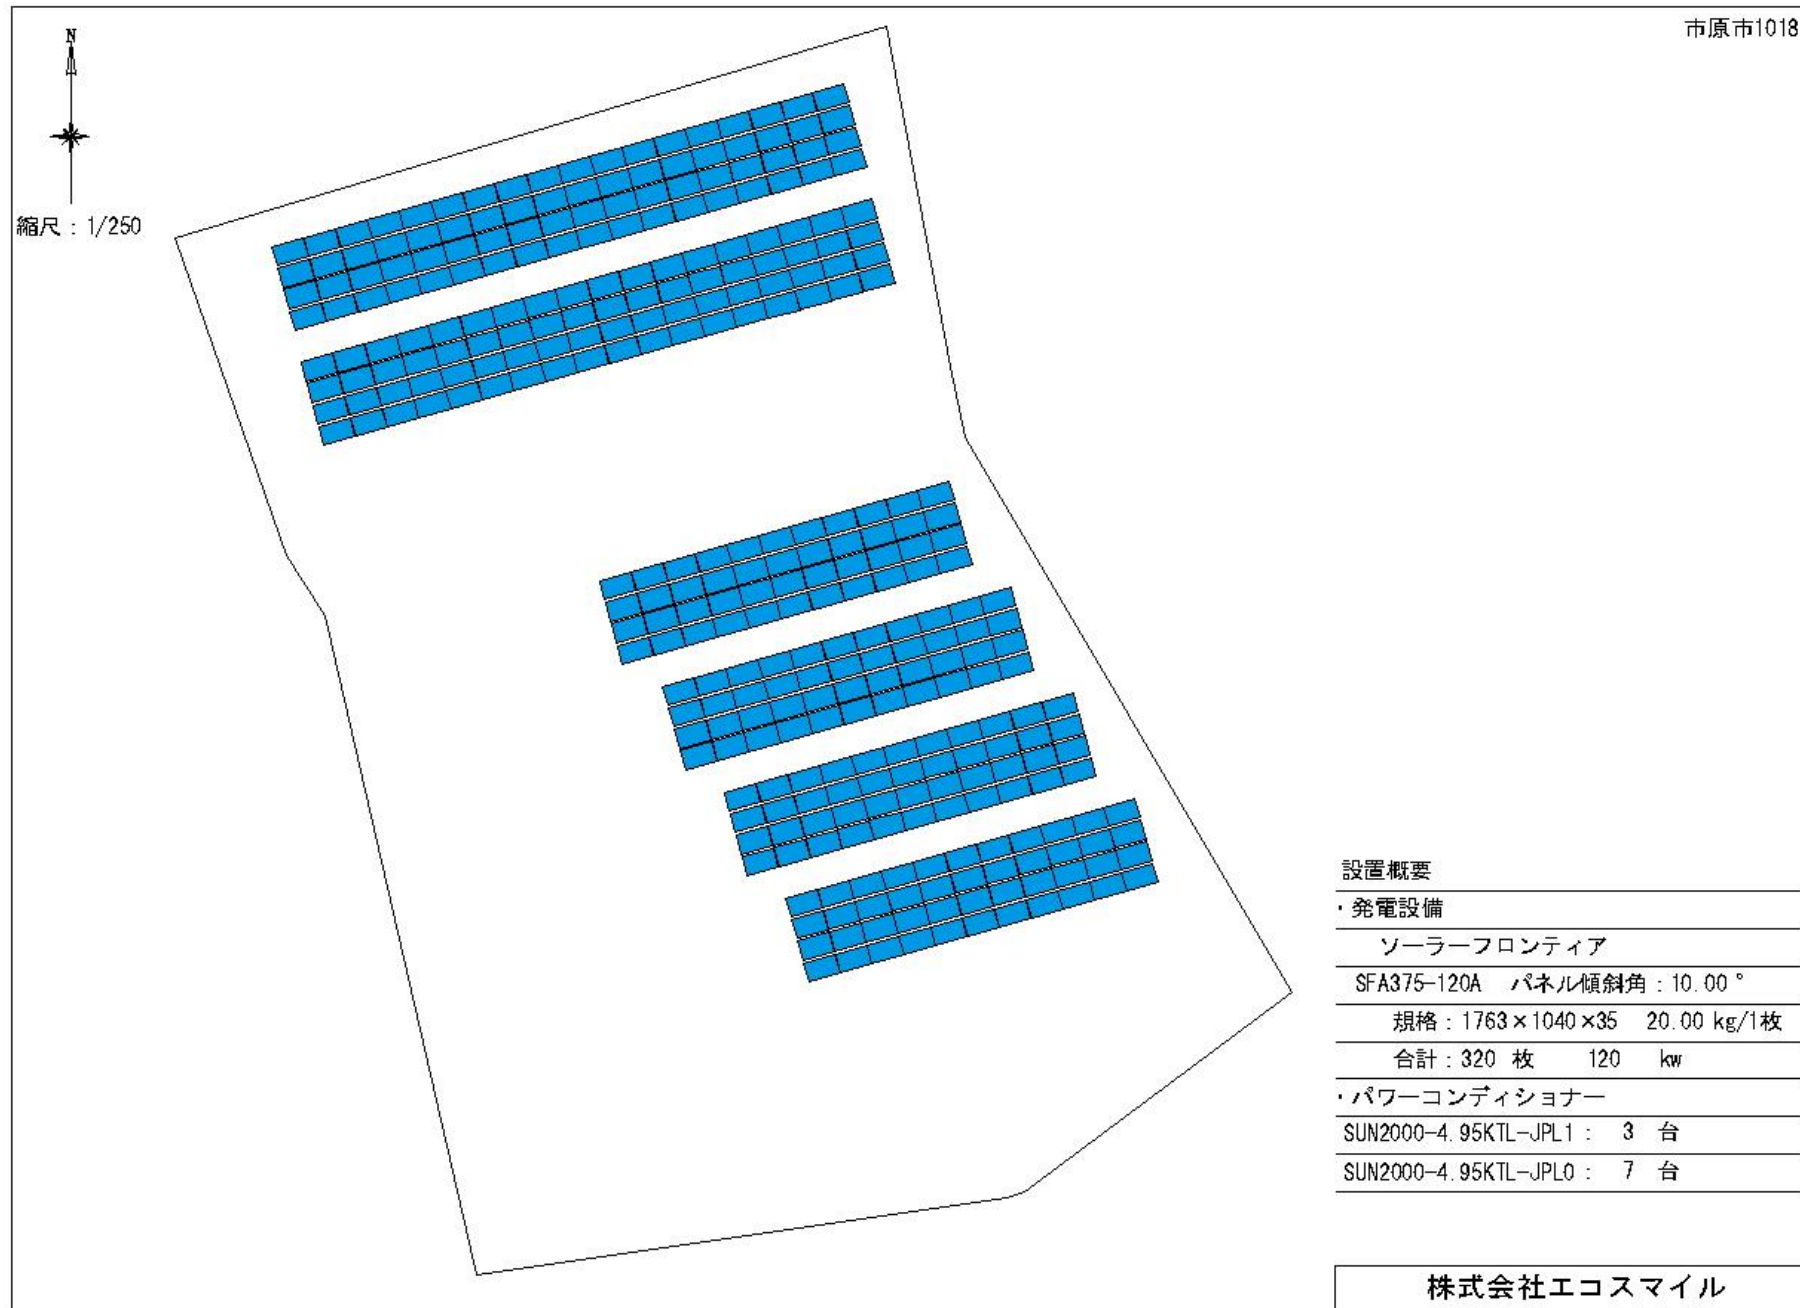 市原市1018
N
縮尺：1/250
設置概要
・発電設備
ソーラーフロンティア
SFA375-120A パネル傾斜角：10.00°
規格：1763×1040×35 20.00 kg/1枚
合計：320 枚 120 kw
・パワーコンディショナー
SUN2000-4.95KTL-JPL1： 3 台
SUN2000-4.95KTL-JPL0： 7 台
株式会社エコスマイル